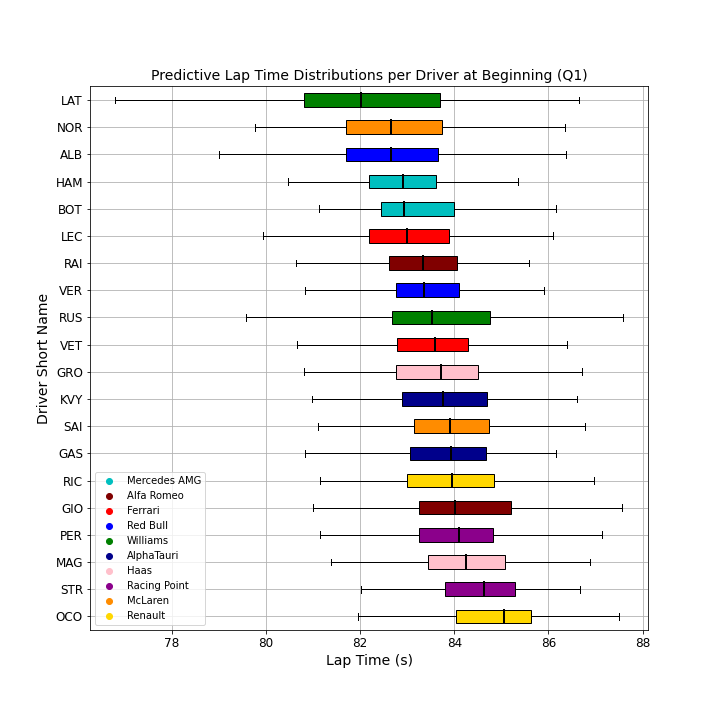 Predictive Lap Time Distributions per Driver at Beginning (Q1)
Driver Short Name
LAT
NOR
ALB
HAM
BOT
LEC
RAI
VER
RUS
VET
GRO
KVY
SAI
GAS
RIC
GIO
PER
MAG
STR
OCO
Mercedes AMG
Alfa Romeo
Ferrari
Red Bull
Williams
AlphaTauri
Haas
Racing Point
McLaren
Renault
78 80 82 84 86 88
Lap Time (s)